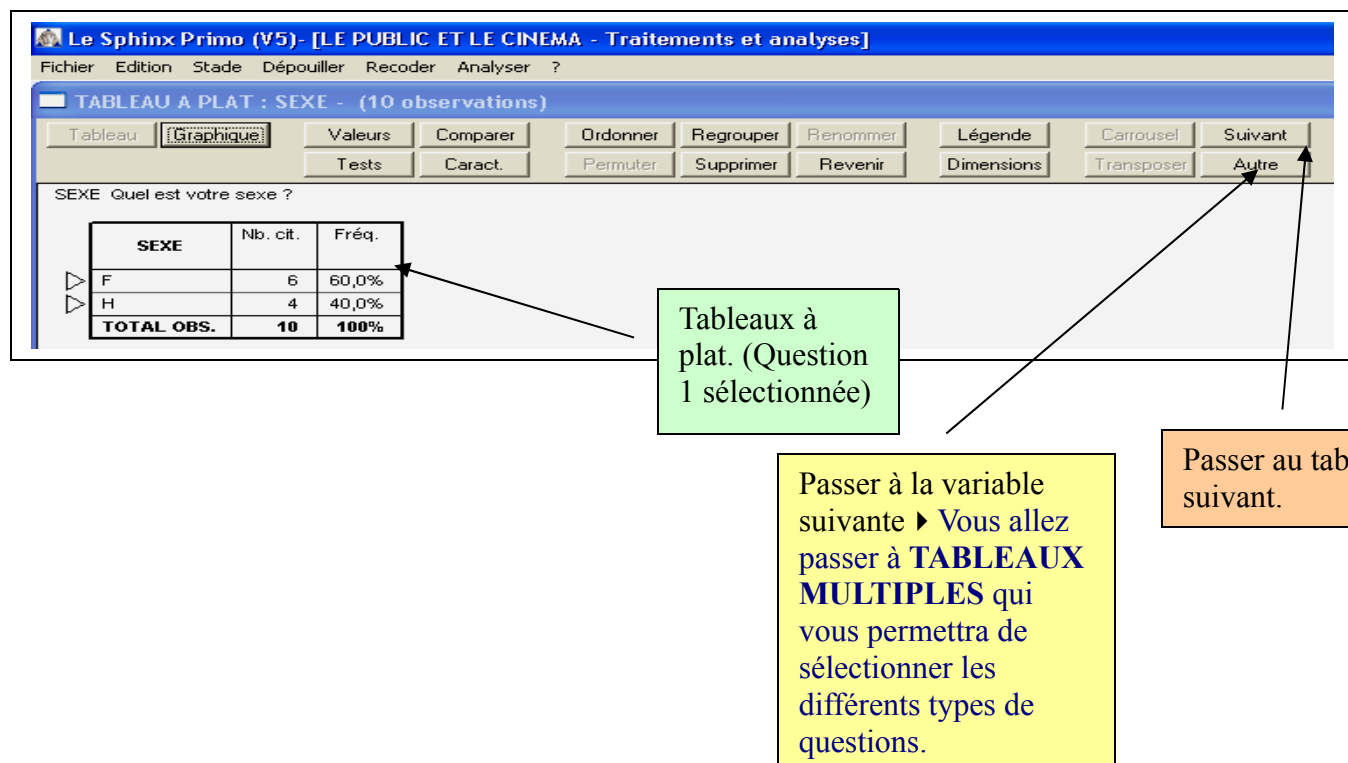 Le Sphinx Primo (V5)- [LE PUBLIC ET LE CINEMA - Traitements et analyses]
Fichier Edition Stade Dépouiller Recoder Analyser ?
TABLEAU A PLAT : SEXE - (10 observations)
Tableau Graphique Valeurs Comparer Ordonner Regrouper Renommer Légende Carrousel Suivant
Tests Caract. Permuter Supprimer Revenir Dimensions Transposer Autre
SEXE Quel est votre sexe ?
SEXE Nb. cit. Fréq.
F 6 60,0%
H 4 40,0%
TOTAL OBS. 10 100%
Tableaux à
plat. (Question
1 sélectionnée)
Passer à la variable
suivante Vous allez
passer à TABLEAUX
MULTIPLES qui
vous permettra de
sélectionner les
différents types de
questions.
Passer au tab
suivant.